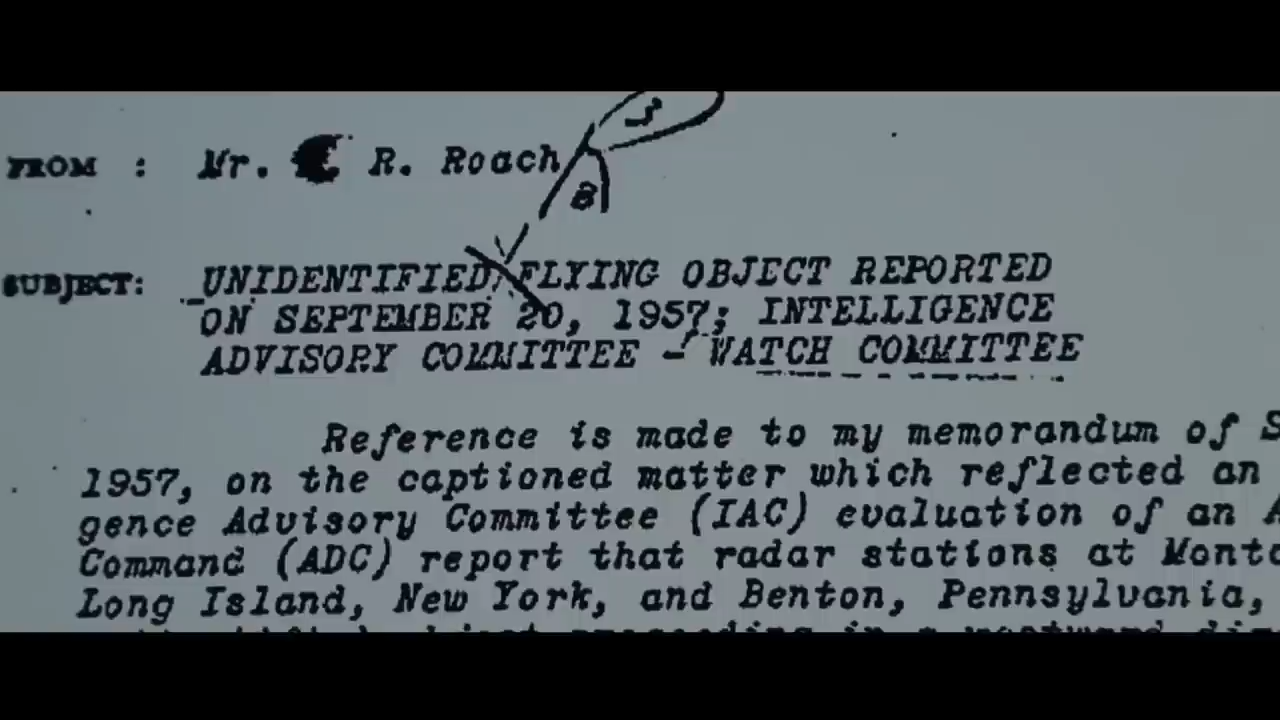 FROM : Mr. R. Roach
SUBJECT: UNIDENTIFIED FLYING OBJECT REPORTED
ON SEPTEMBER 20, 1957; INTELLIGENCE
ADVISORY COMMITTEE - WATCH COMMITTEE
Reference is made to my memorandum of S
1957, on the captioned matter which reflected an
gence Advisory Committee (IAC) evaluation of an A
Command (ADC) report that radar stations at Monta
Long Island, New York, and Benton, Pennsylvania,